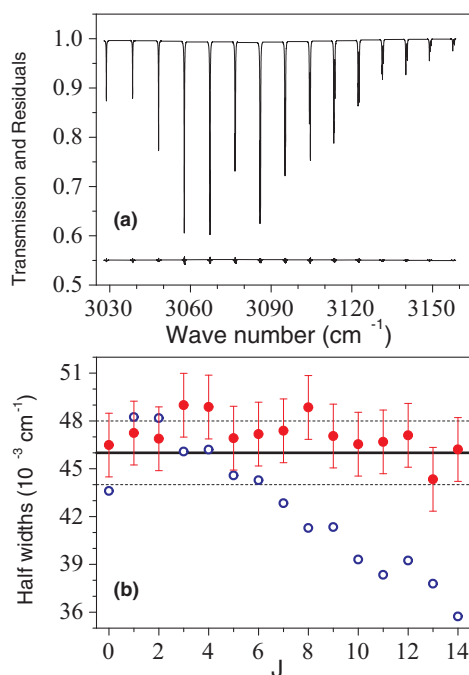 Transmission and Residuals
1.0
0.9
0.8
0.7
0.6
0.5
(a)
3030 3060 3090 3120 3150
Wave number (cm -1)
Half widths (10 -3 cm-1)
51
48
45
42
39
36
(b)
0 2 4 6 8 10 12 14
J